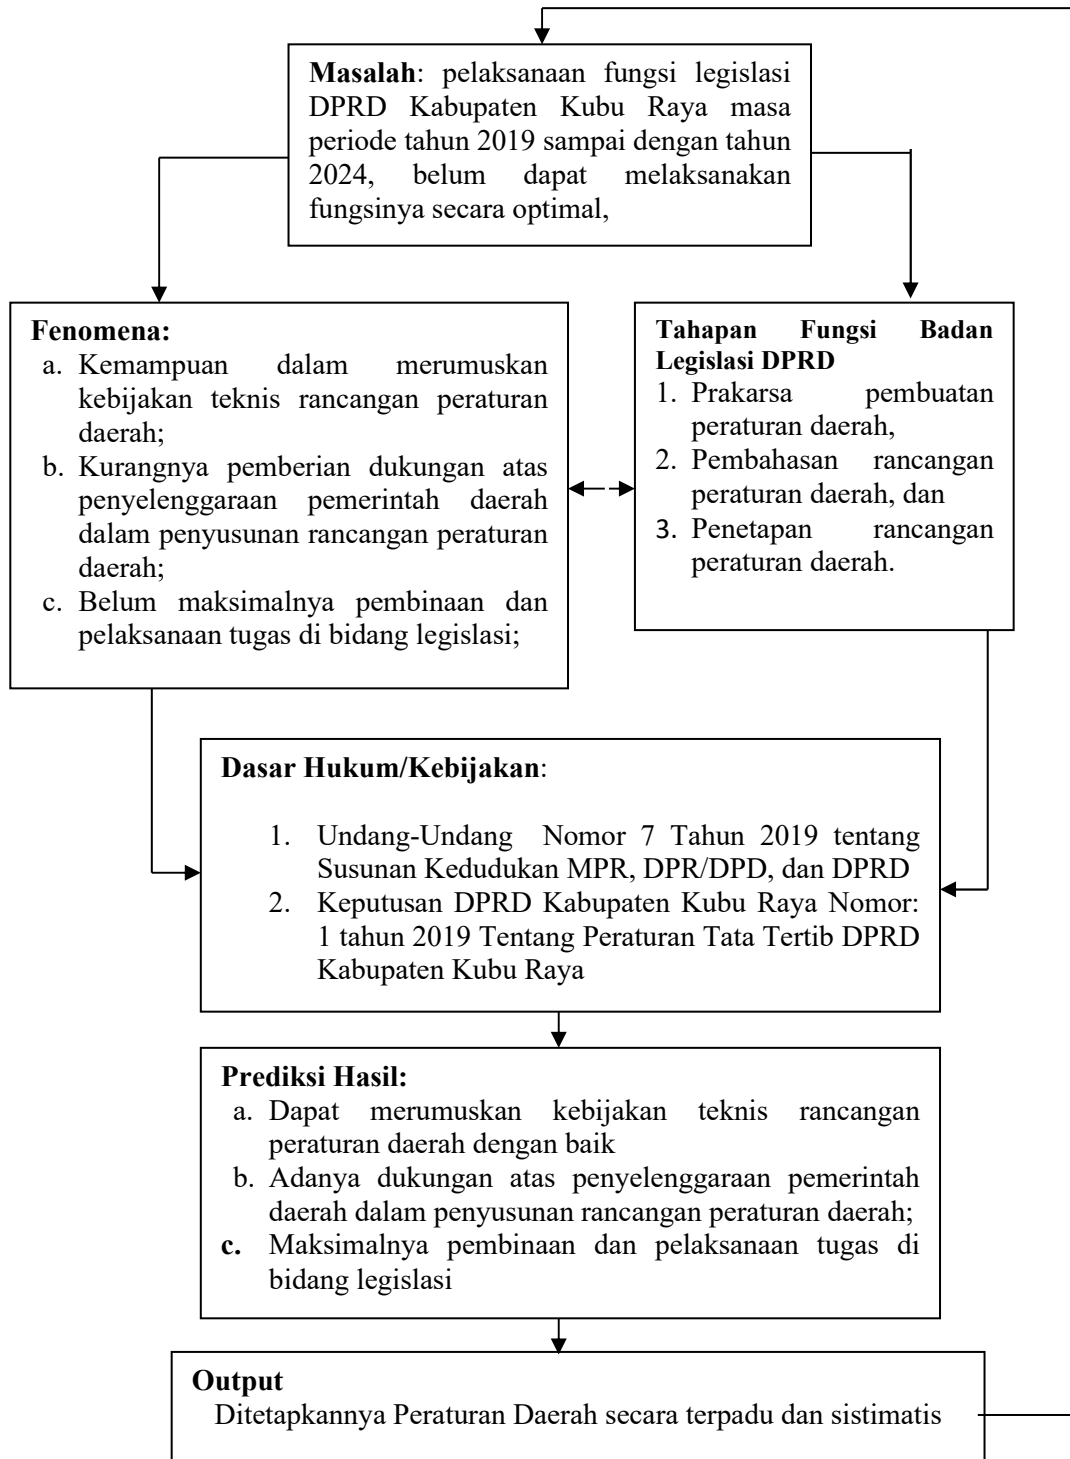 Masalah: pelaksanaan fungsi legislasi
DPRD Kabupaten Kubu Raya masa
periode tahun 2019 sampai dengan tahun
2024, belum dapat melaksanakan
fungsinya secara optimal,
Fenomena:
a. Kemampuan dalam merumuskan
kebijakan teknis rancangan peraturan
daerah;
b. Kurangnya pemberian dukungan atas
penyelenggaraan pemerintah daerah
dalam penyusunan rancangan peraturan
daerah;
c. Belum maksimalnya pembinaan dan
pelaksanaan tugas di bidang legislasi;
Tahapan Fungsi Badan
Legislasi DPRD
1. Prakarsa pembuatan
peraturan daerah,
2. Pembahasan rancangan
peraturan daerah, dan
3. Penetapan rancangan
peraturan daerah.
Dasar Hukum/Kebijakan:
1. Undang-Undang Nomor 7 Tahun 2019 tentang
Susunan Kedudukan MPR, DPR/DPD, dan DPRD
2. Keputusan DPRD Kabupaten Kubu Raya Nomor:
1 tahun 2019 Tentang Peraturan Tata Tertib DPRD
Kabupaten Kubu Raya
Prediksi Hasil:
a. Dapat merumuskan kebijakan teknis rancangan
peraturan daerah dengan baik
b. Adanya dukungan atas penyelenggaraan pemerintah
daerah dalam penyusunan rancangan peraturan daerah;
c. Maksimalnya pembinaan dan pelaksanaan tugas di
bidang legislasi
Output
Ditetapkannya Peraturan Daerah secara terpadu dan sistimatis